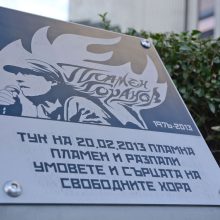 Пламен
Горанов
1976-2013
ТУК НА 20.02.2013 ПЛАМНА
ПЛАМЕН И РАЗПАЛИ
УМОВЕТЕ И СЪРЦАТА НА
СВОБОДНИТЕ ХОРА